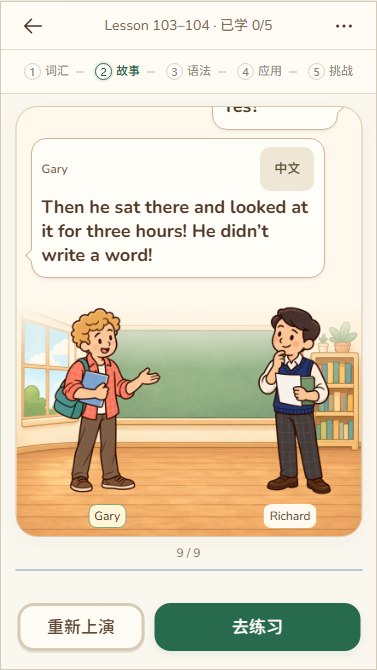 Lesson 103–104 · 已学 0/5
1 词汇 2 故事 3 语法 4 应用 5 挑战
Yes!
Gary
中文
Then he sat there and looked at
it for three hours! He didn't
write a word!
Gary
Richard
9 / 9
重新上演
去练习